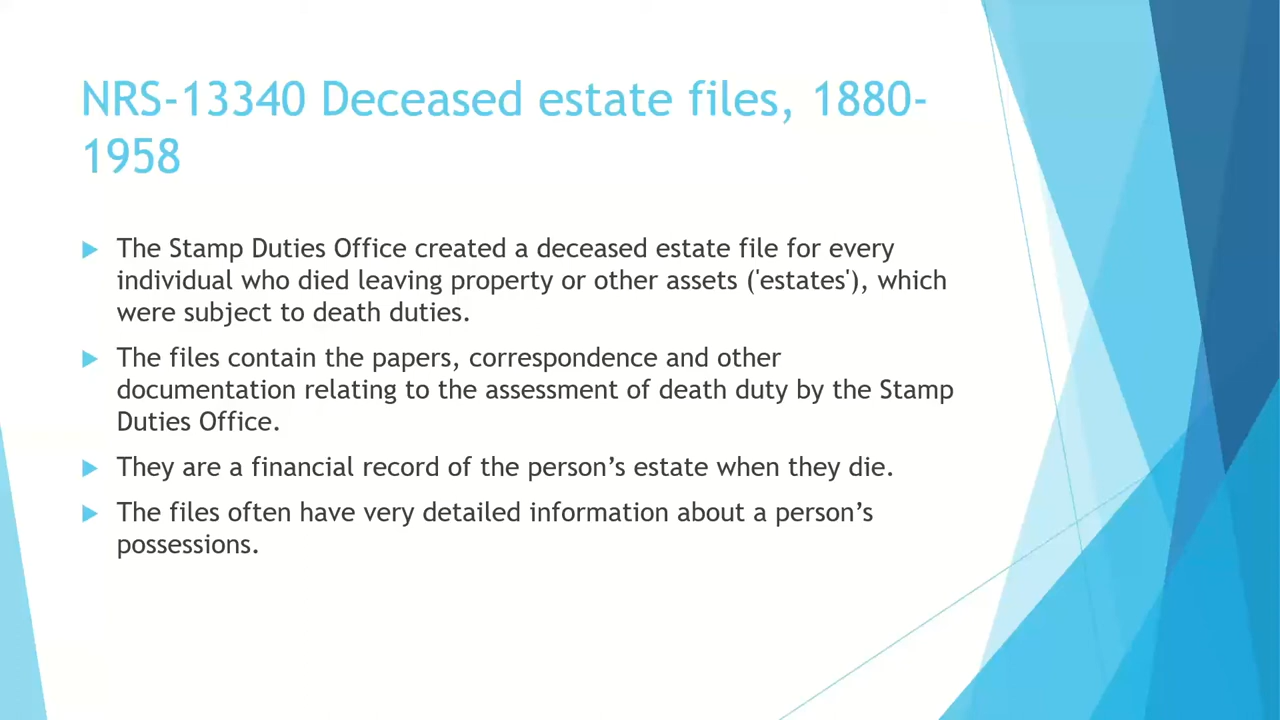 NRS-13340 Deceased estate files, 1880-
1958
The Stamp Duties Office created a deceased estate file for every
individual who died leaving property or other assets ('estates'), which
were subject to death duties.
The files contain the papers, correspondence and other
documentation relating to the assessment of death duty by the Stamp
Duties Office.
They are a financial record of the person’s estate when they die.
The files often have very detailed information about a person’s
possessions.